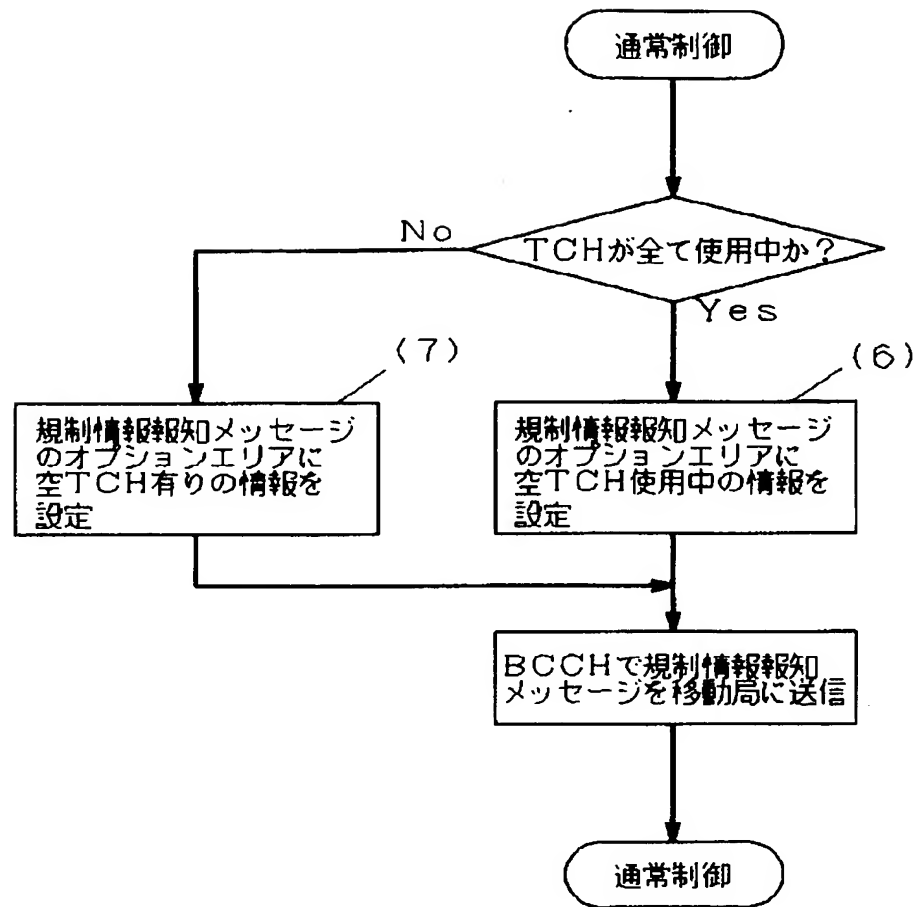 通常制御
No
TCHが全て使用中か？
Yes
(7)
(6)
規制情報報知メッセージ
のオプションエリアに
空TCH有りの情報を
設定
規制情報報知メッセージ
のオプションエリアに
空TCH使用中の情報を
設定
BCCHで規制情報報知
メッセージを移動局に送信
通常制御